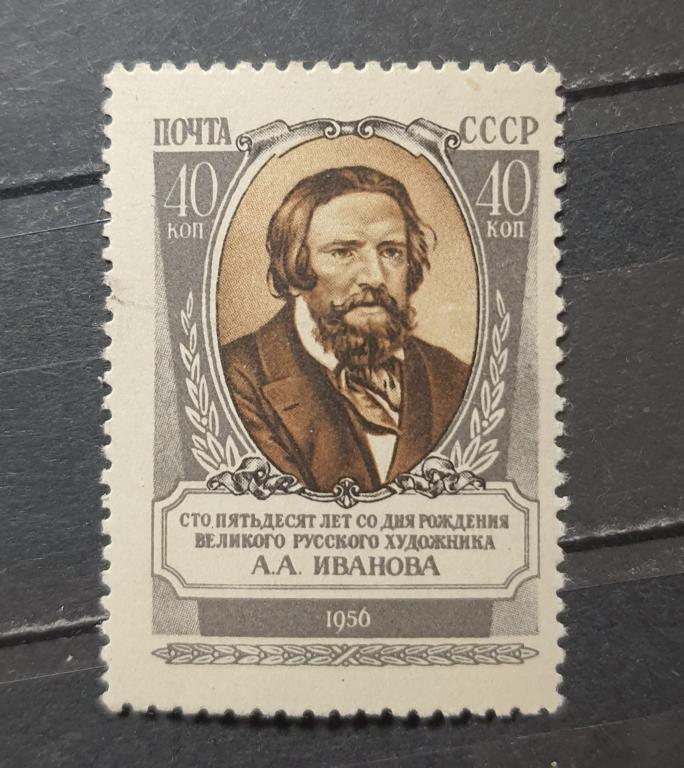 ПОЧТА СССР
40 КОП 40 КОП
СТО ПЯТЬДЕСЯТ ЛЕТ СО ДНЯ РОЖДЕНИЯ
ВЕЛИКОГО РУССКОГО ХУДОЖНИКА
А.А. ИВАНОВА
1956